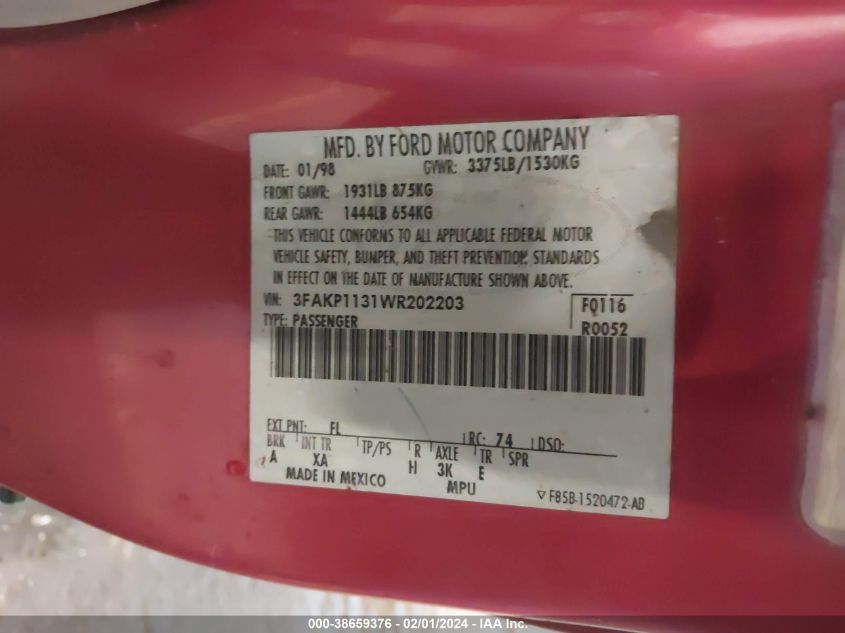 MFD. BY FORD MOTOR COMPANY
DATE: 01/98 GVWR: 3375LB/1530KG
FRONT GAWR: 1931LB 875KG
REAR GAWR: 1444LB 654KG
THIS VEHICLE CONFORMS TO ALL APPLICABLE FEDERAL MOTOR
VEHICLE SAFETY, BUMPER, AND THEFT PREVENTION STANDARDS
IN EFFECT ON THE DATE OF MANUFACTURE SHOWN ABOVE.
VIN: 3FAKP1131WR202203 FQ116
TYPE: PASSENGER R0052
EXT PNT: FL RC: 74 DSO:
BRK INT TR TP/PS R AXLE TR SPR
A XA H 3K E
MADE IN MEXICO MPU
▽ F85B-1520472-AB
000-38659376 - 02/01/2024 - IAA Inc.